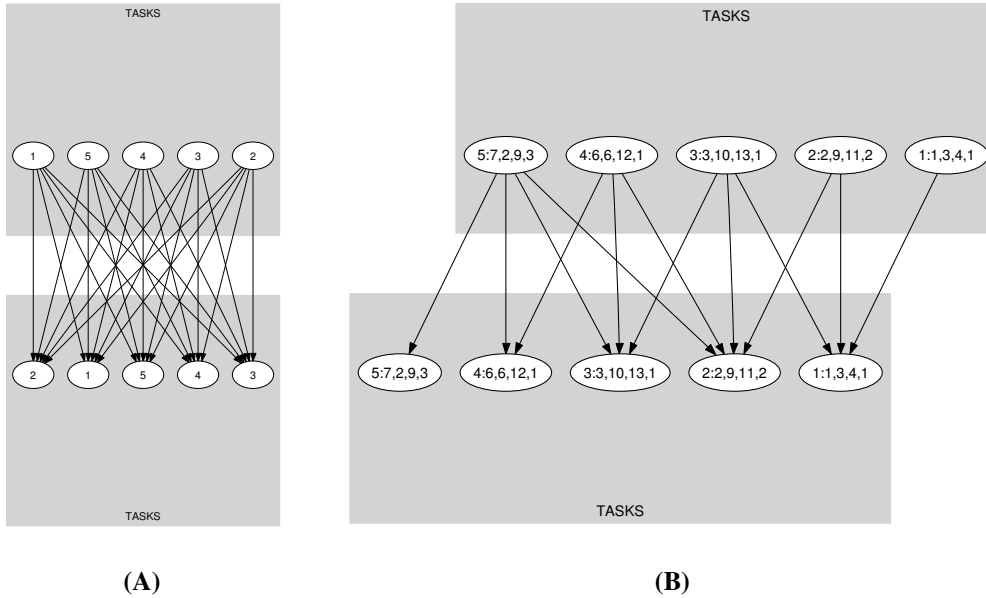 TASKS
1 5 4 3 2
2 1 5 4 3
TASKS
(A)
TASKS
5:7,2,9,3 4:6,6,12,1 3:3,10,13,1 2:2,9,11,2 1:1,3,4,1
5:7,2,9,3 4:6,6,12,1 3:3,10,13,1 2:2,9,11,2 1:1,3,4,1
TASKS
(B)